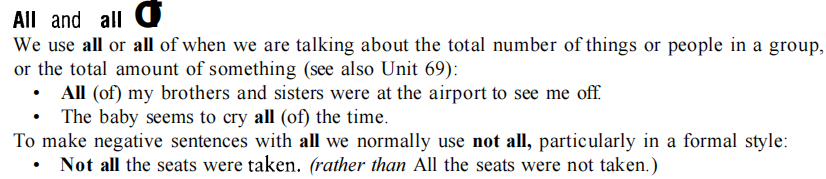 All and all
We use all or all of when we are talking about the total number of things or people in a group,
or the total amount of something (see also Unit 69):
• All (of) my brothers and sisters were at the airport to see me off.
• The baby seems to cry all (of) the time.
To make negative sentences with all we normally use not all, particularly in a formal style:
• Not all the seats were taken. (rather than All the seats were not taken.)